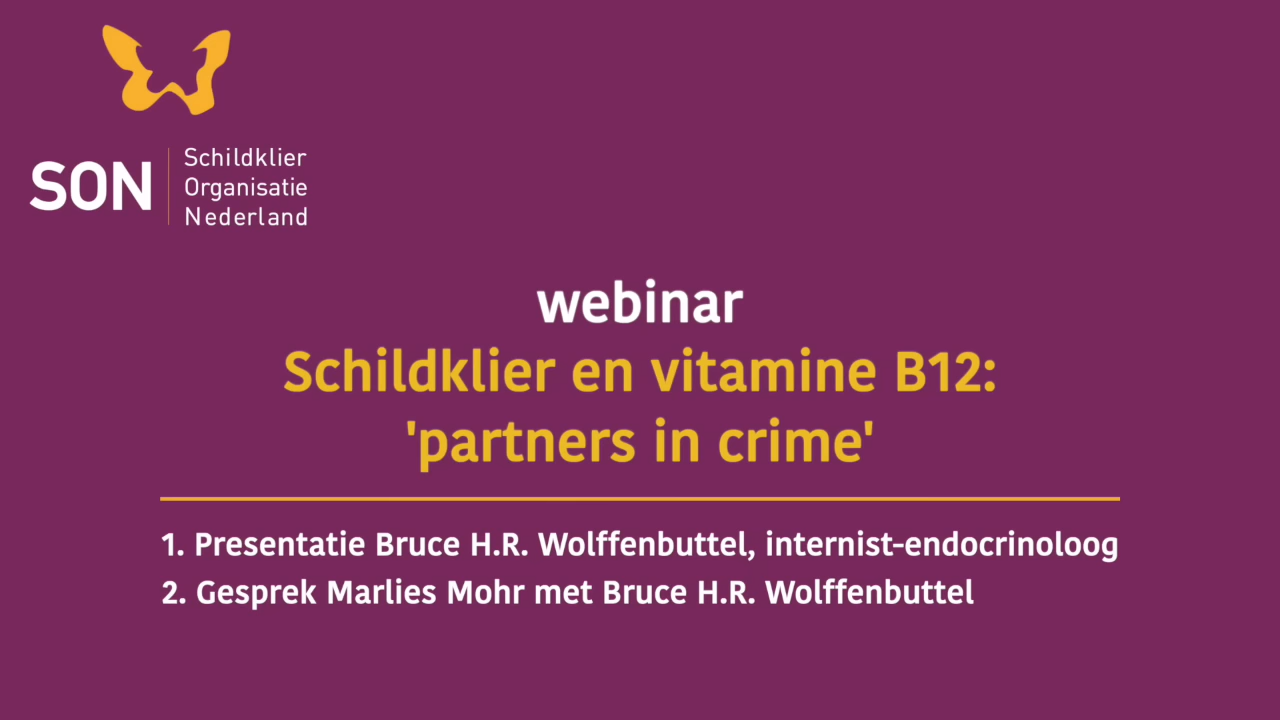 SON
Schildklier
Organisatie
Nederland
webinar
Schildklier en vitamine B12:
'partners in crime'
1. Presentatie Bruce H.R. Wolffenbuttel, internist-endocrinoloog
2. Gesprek Marlies Mohr met Bruce H.R. Wolffenbuttel